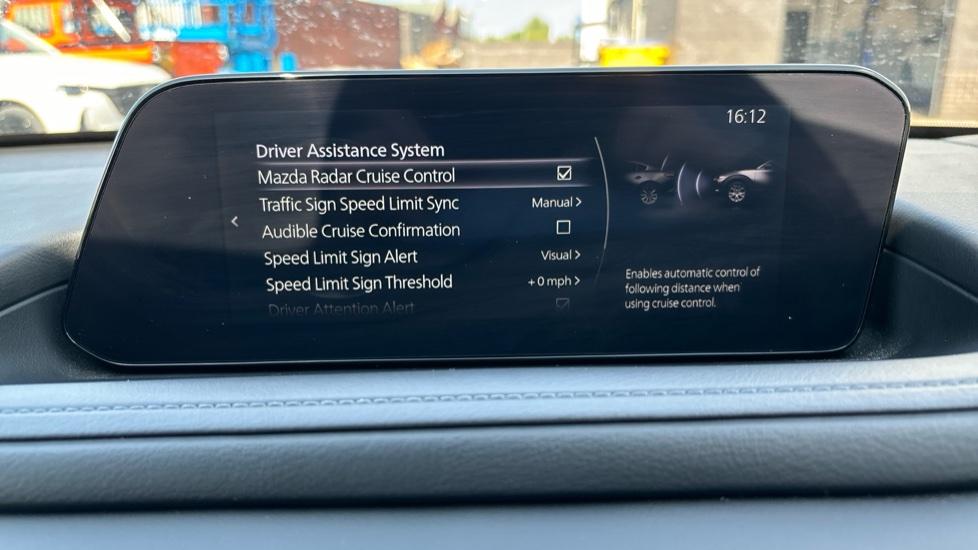 16:12
Driver Assistance System
Mazda Radar Cruise Control
Traffic Sign Speed Limit Sync Manual >
Audible Cruise Confirmation
Speed Limit Sign Alert Visual >
Speed Limit Sign Threshold + 0 mph >
Driver Attention Alert
Enables automatic control of
following distance when
using cruise control.